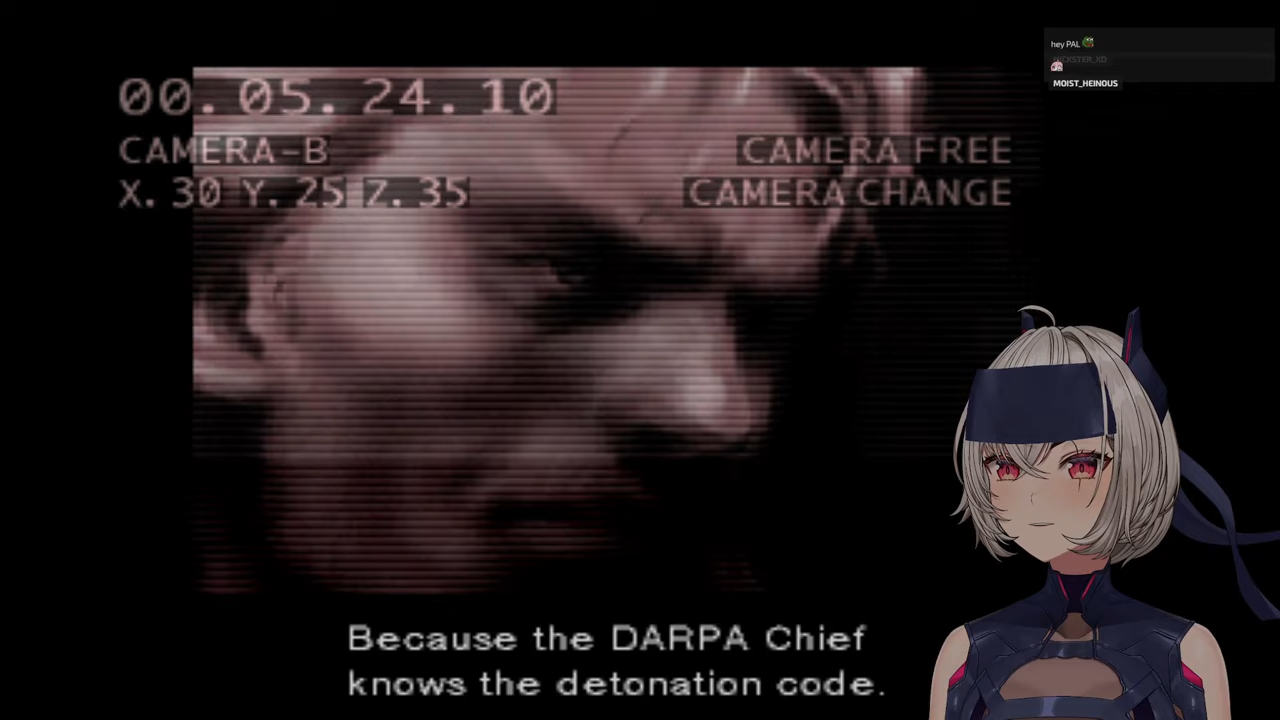 hey PAL
MOIST_HEINOUS
00.05.24.10
CAMERA-B
CAMERA FREE
X. 30 Y. 25 Z. 35
CAMERA CHANGE
Because the DARPA Chief
knows the detonation code.